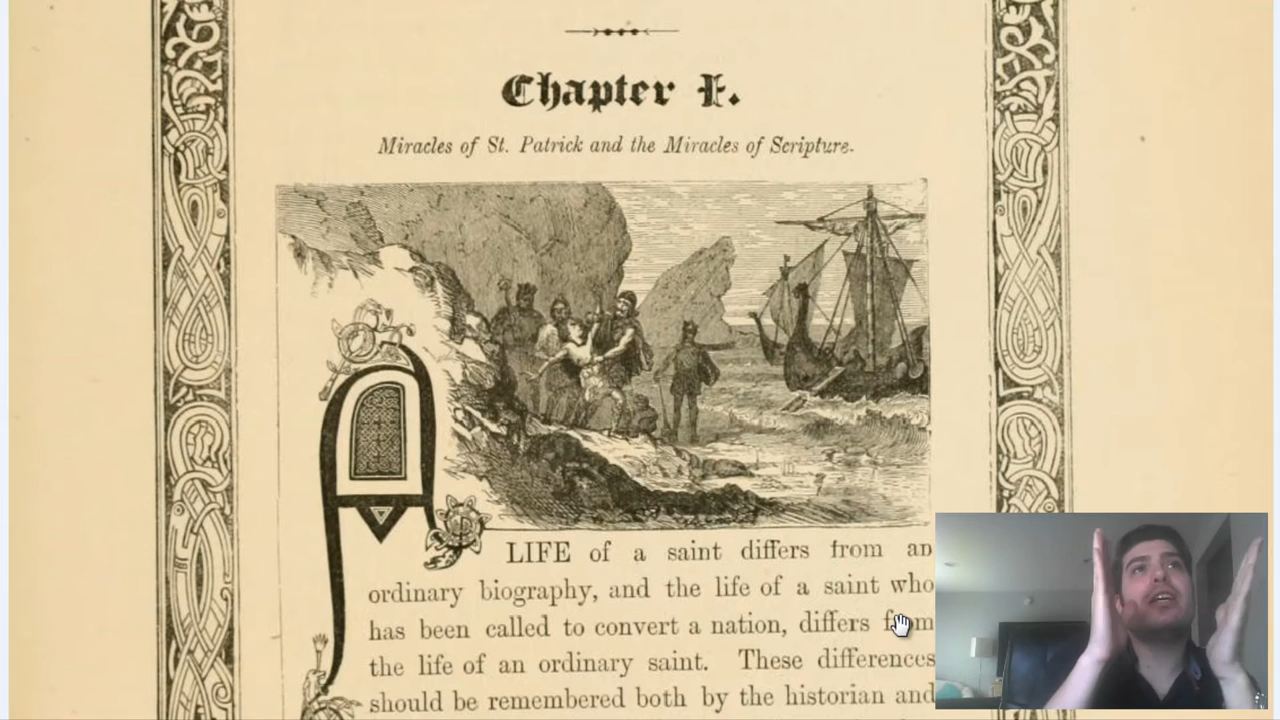 Chapter I.
Miracles of St. Patrick and the Miracles of Scripture.
A LIFE of a saint differs from an
ordinary biography, and the life of a saint who
has been called to convert a nation, differs from
the life of an ordinary saint. These differences
should be remembered both by the historian and